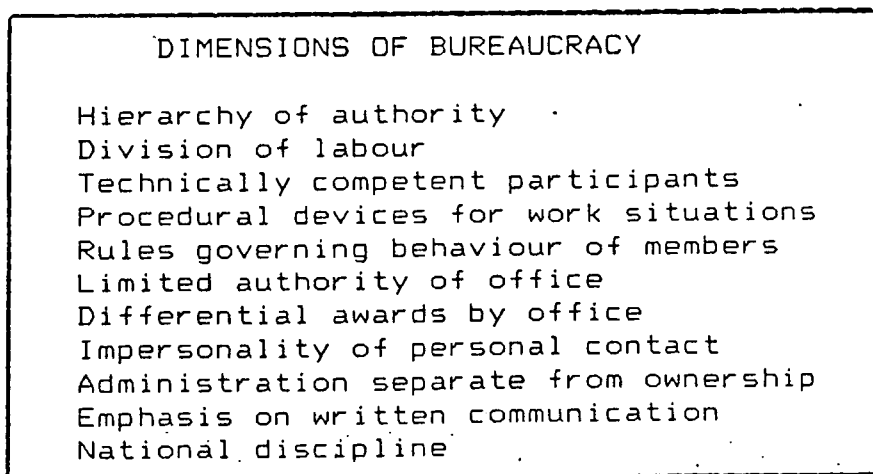 DIMENSIONS OF BUREAUCRACY
Hierarchy of authority
Division of labour
Technically competent participants
Procedural devices for work situations
Rules governing behaviour of members
Limited authority of office
Differential awards by office
Impersonality of personal contact
Administration separate from ownership
Emphasis on written communication
National discipline